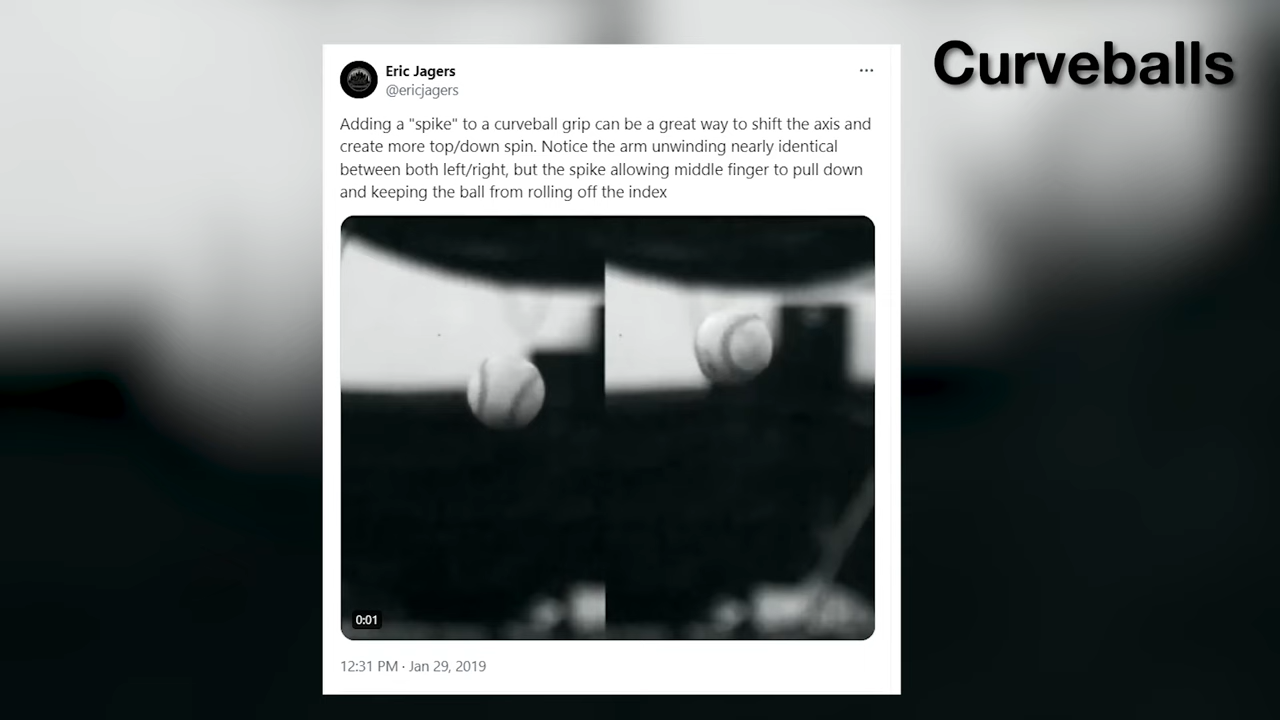 Curveballs
Eric Jagers
@ericjagers
Adding a "spike" to a curveball grip can be a great way to shift the axis and
create more top/down spin. Notice the arm unwinding nearly identical
between both left/right, but the spike allowing middle finger to pull down
and keeping the ball from rolling off the index
0:01
12:31 PM · Jan 29, 2019